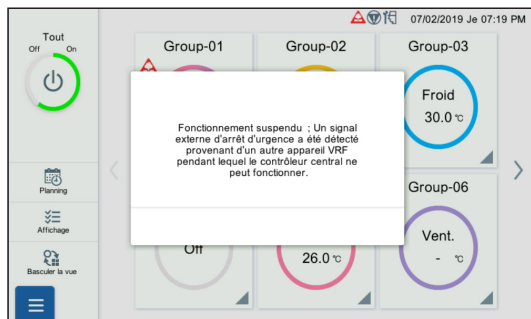 07/02/2019 Je 07:19 PM
Tout
Off On
Planning
Affichage
Basculer la vue
Group-01
Group-02
Group-03
Froid
30.0 °C
Fonctionnement suspendu ; Un signal
externe d'arrêt d'urgence a été détecté
provenant d'un autre appareil VRF
pendant lequel le contrôleur central ne
peut fonctionner.
Off
26.0 °C
Group-06
Vent.
- °C